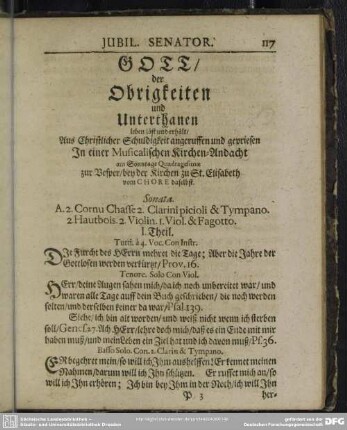 JUBIL. SENATOR. 117
GOTT/
der
Obrigkeiten
und
Unterthanen
leben läst und erhält/
Aus Christlicher Schuldigkeit angeruffen und gepriesen
In einer Musicalischen Kirchen-Andacht
am Sonntage Quadragesimæ
zur Vesper/ bey der Kirchen zu St. Elisabeth
vom CHORE daselbst.
Sonata.
A. 2. Cornu Chasse 2. Clarini picioli & Tympano.
2. Hautbois. 2. Violin. 1. Viol. & Fagotto.
I. Theil.
Tutti. à 4. Voc. Con Instr.
DIe Furcht des HErrn mehret die Tage; Aber die Jahre der
Gottlosen werden verkürtzt/ Prov. 16.
Tenore. Solo Con Viol.
HErr/ deine Augen sahen mich/ da ich noch unbereitet war/ und
waren alle Tage auff dein Buch geschrieben/ die noch werden
solten/ und derselben keiner da war/ Psal. 139.
Siehe/ ich bin alt worden/ und weiß nicht wenn ich sterben
soll/ Genes. 27. Ach HErr/ lehre doch mich/ daß es ein Ende mit mir
haben muß/ und mein Leben ein Ziel hat und ich davon muß/ Ps. 36.
Basso Solo. Con. 1. Clarin & Tympano.
ER begehret mein/ so will ich Ihm aushelffen! Er kennet meinen
Nahmen/ darum will ich Ihn schützen. Er ruffet mich an/ so
will ich Ihn erhören; Ich bin bey Ihm in der Noth/ ich will Ihn
P. 3 her-
Deutschen Forschungsgemeinschaft
DFG